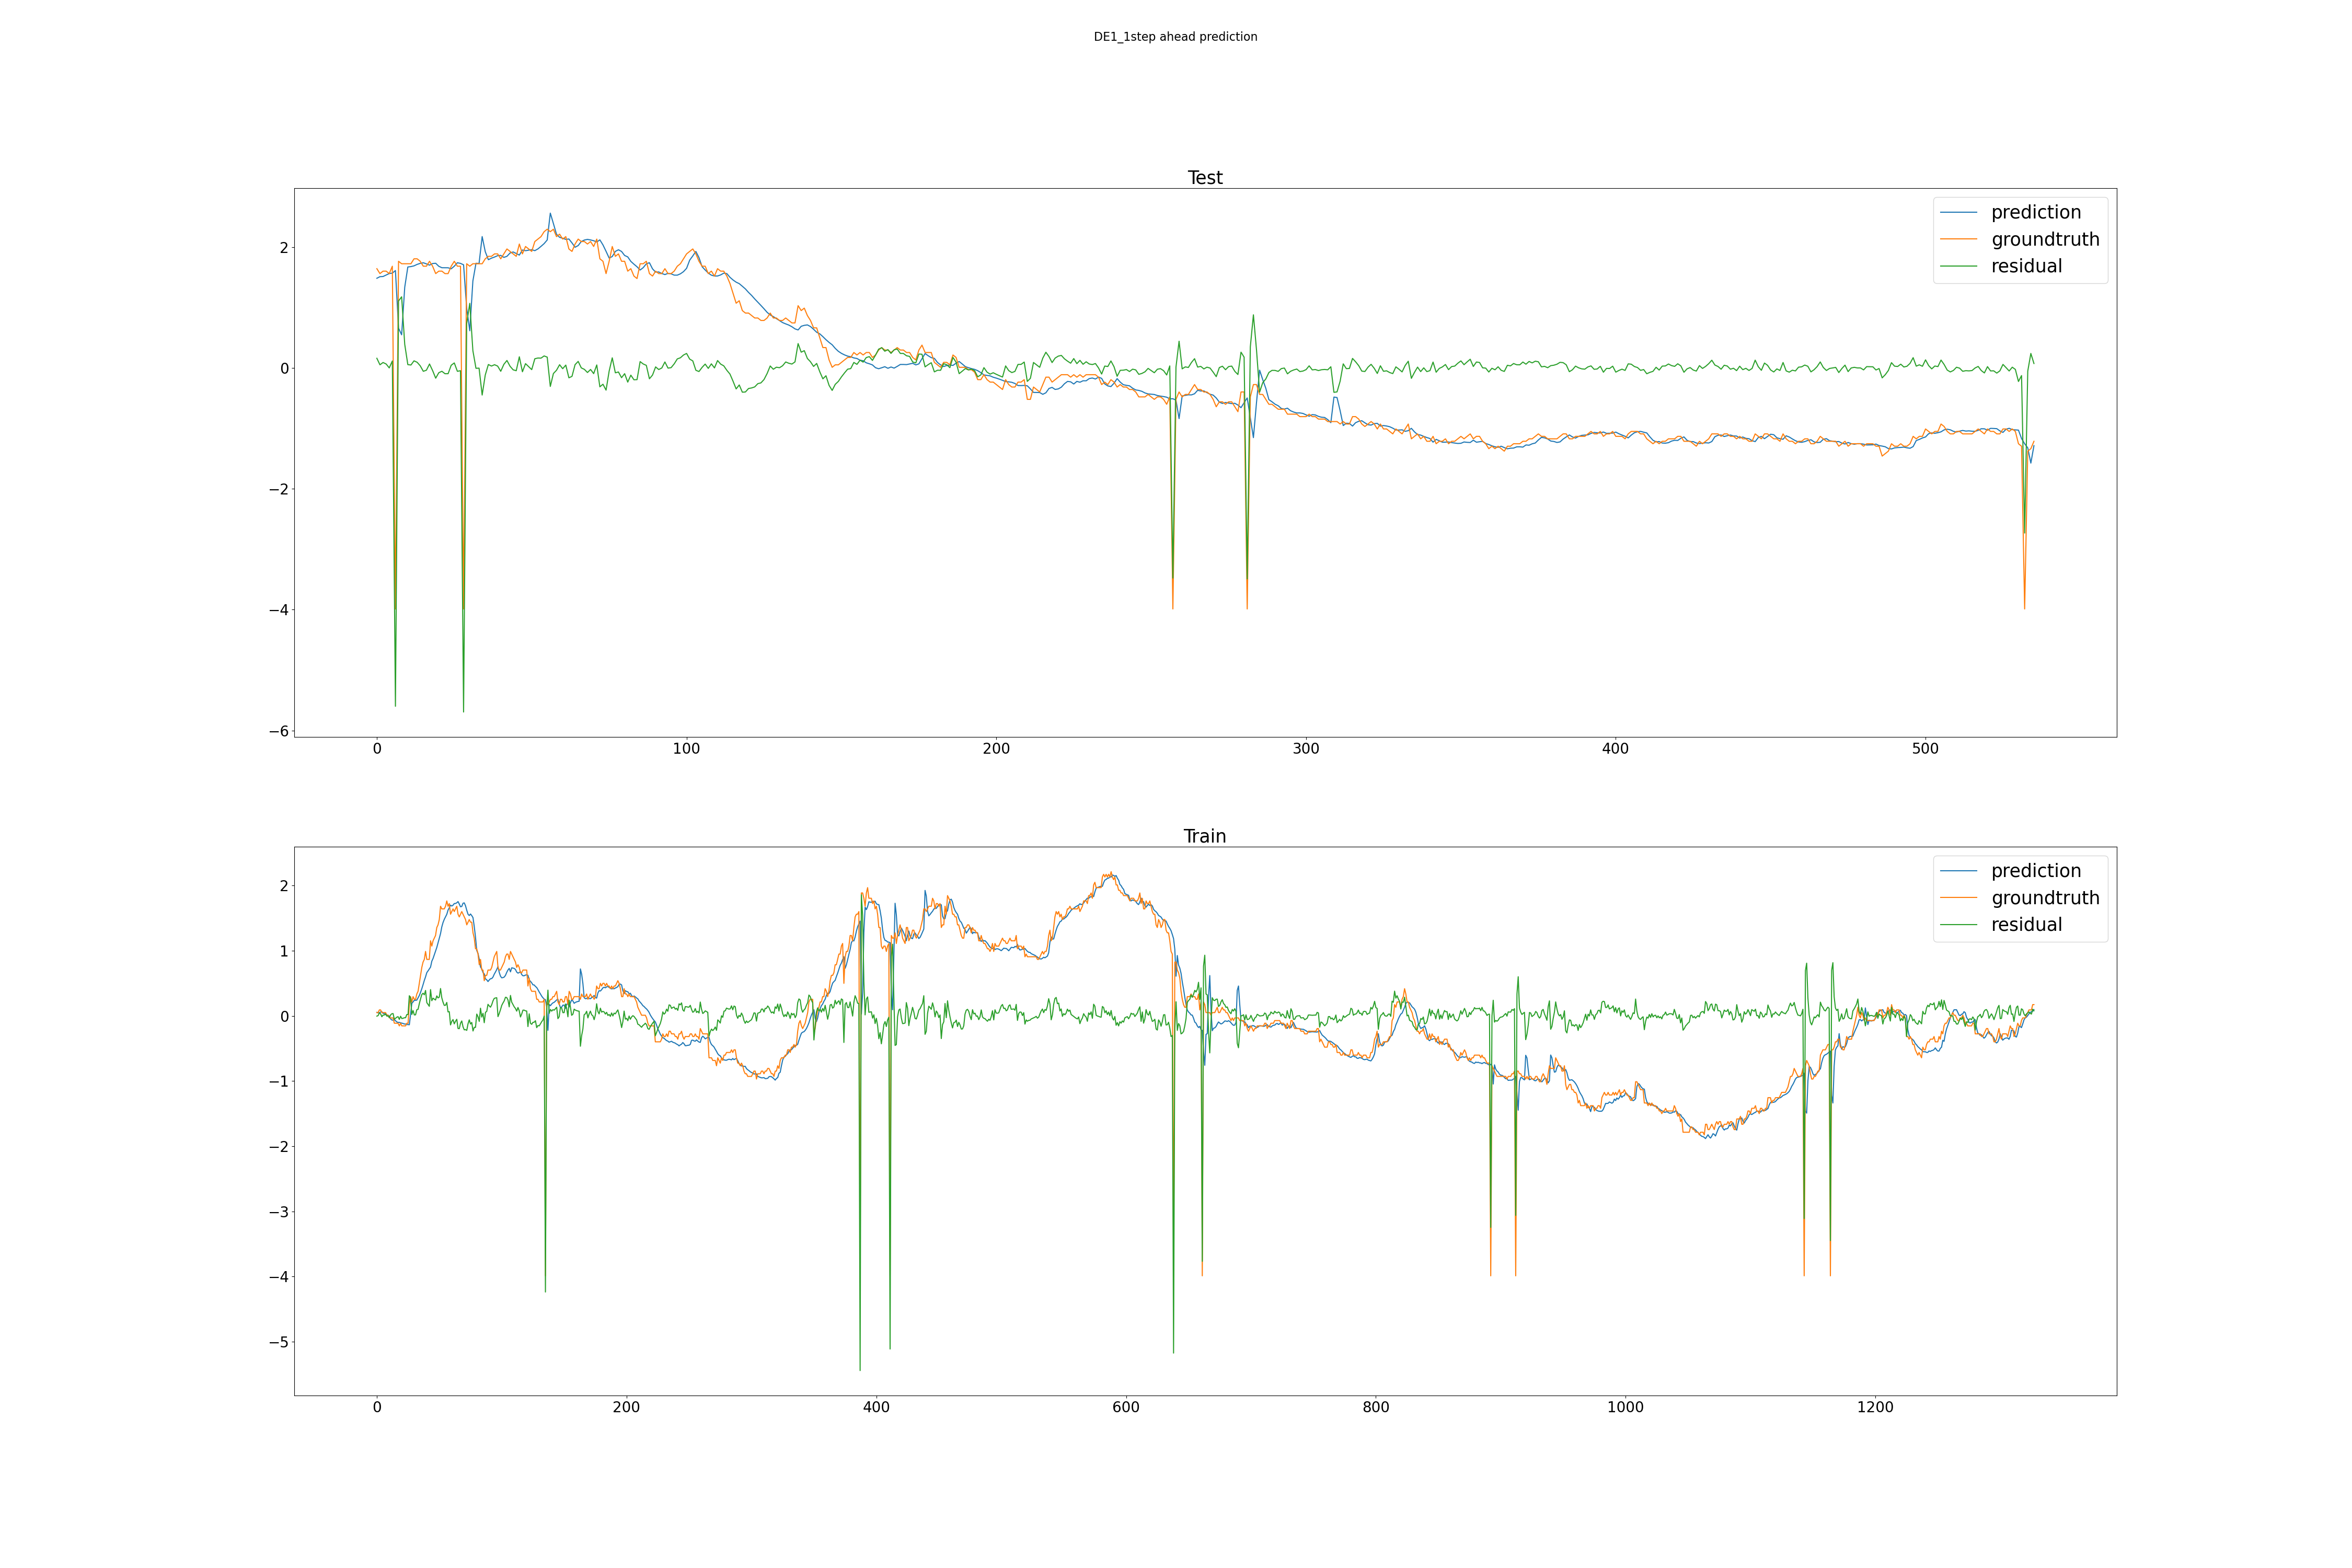 DE1_1step ahead prediction
Test
prediction
groundtruth
residual
2
0
−2
−4
−6
0 100 200 300 400 500
Train
prediction
groundtruth
residual
2
1
0
−1
−2
−3
−4
−5
0 200 400 600 800 1000 1200